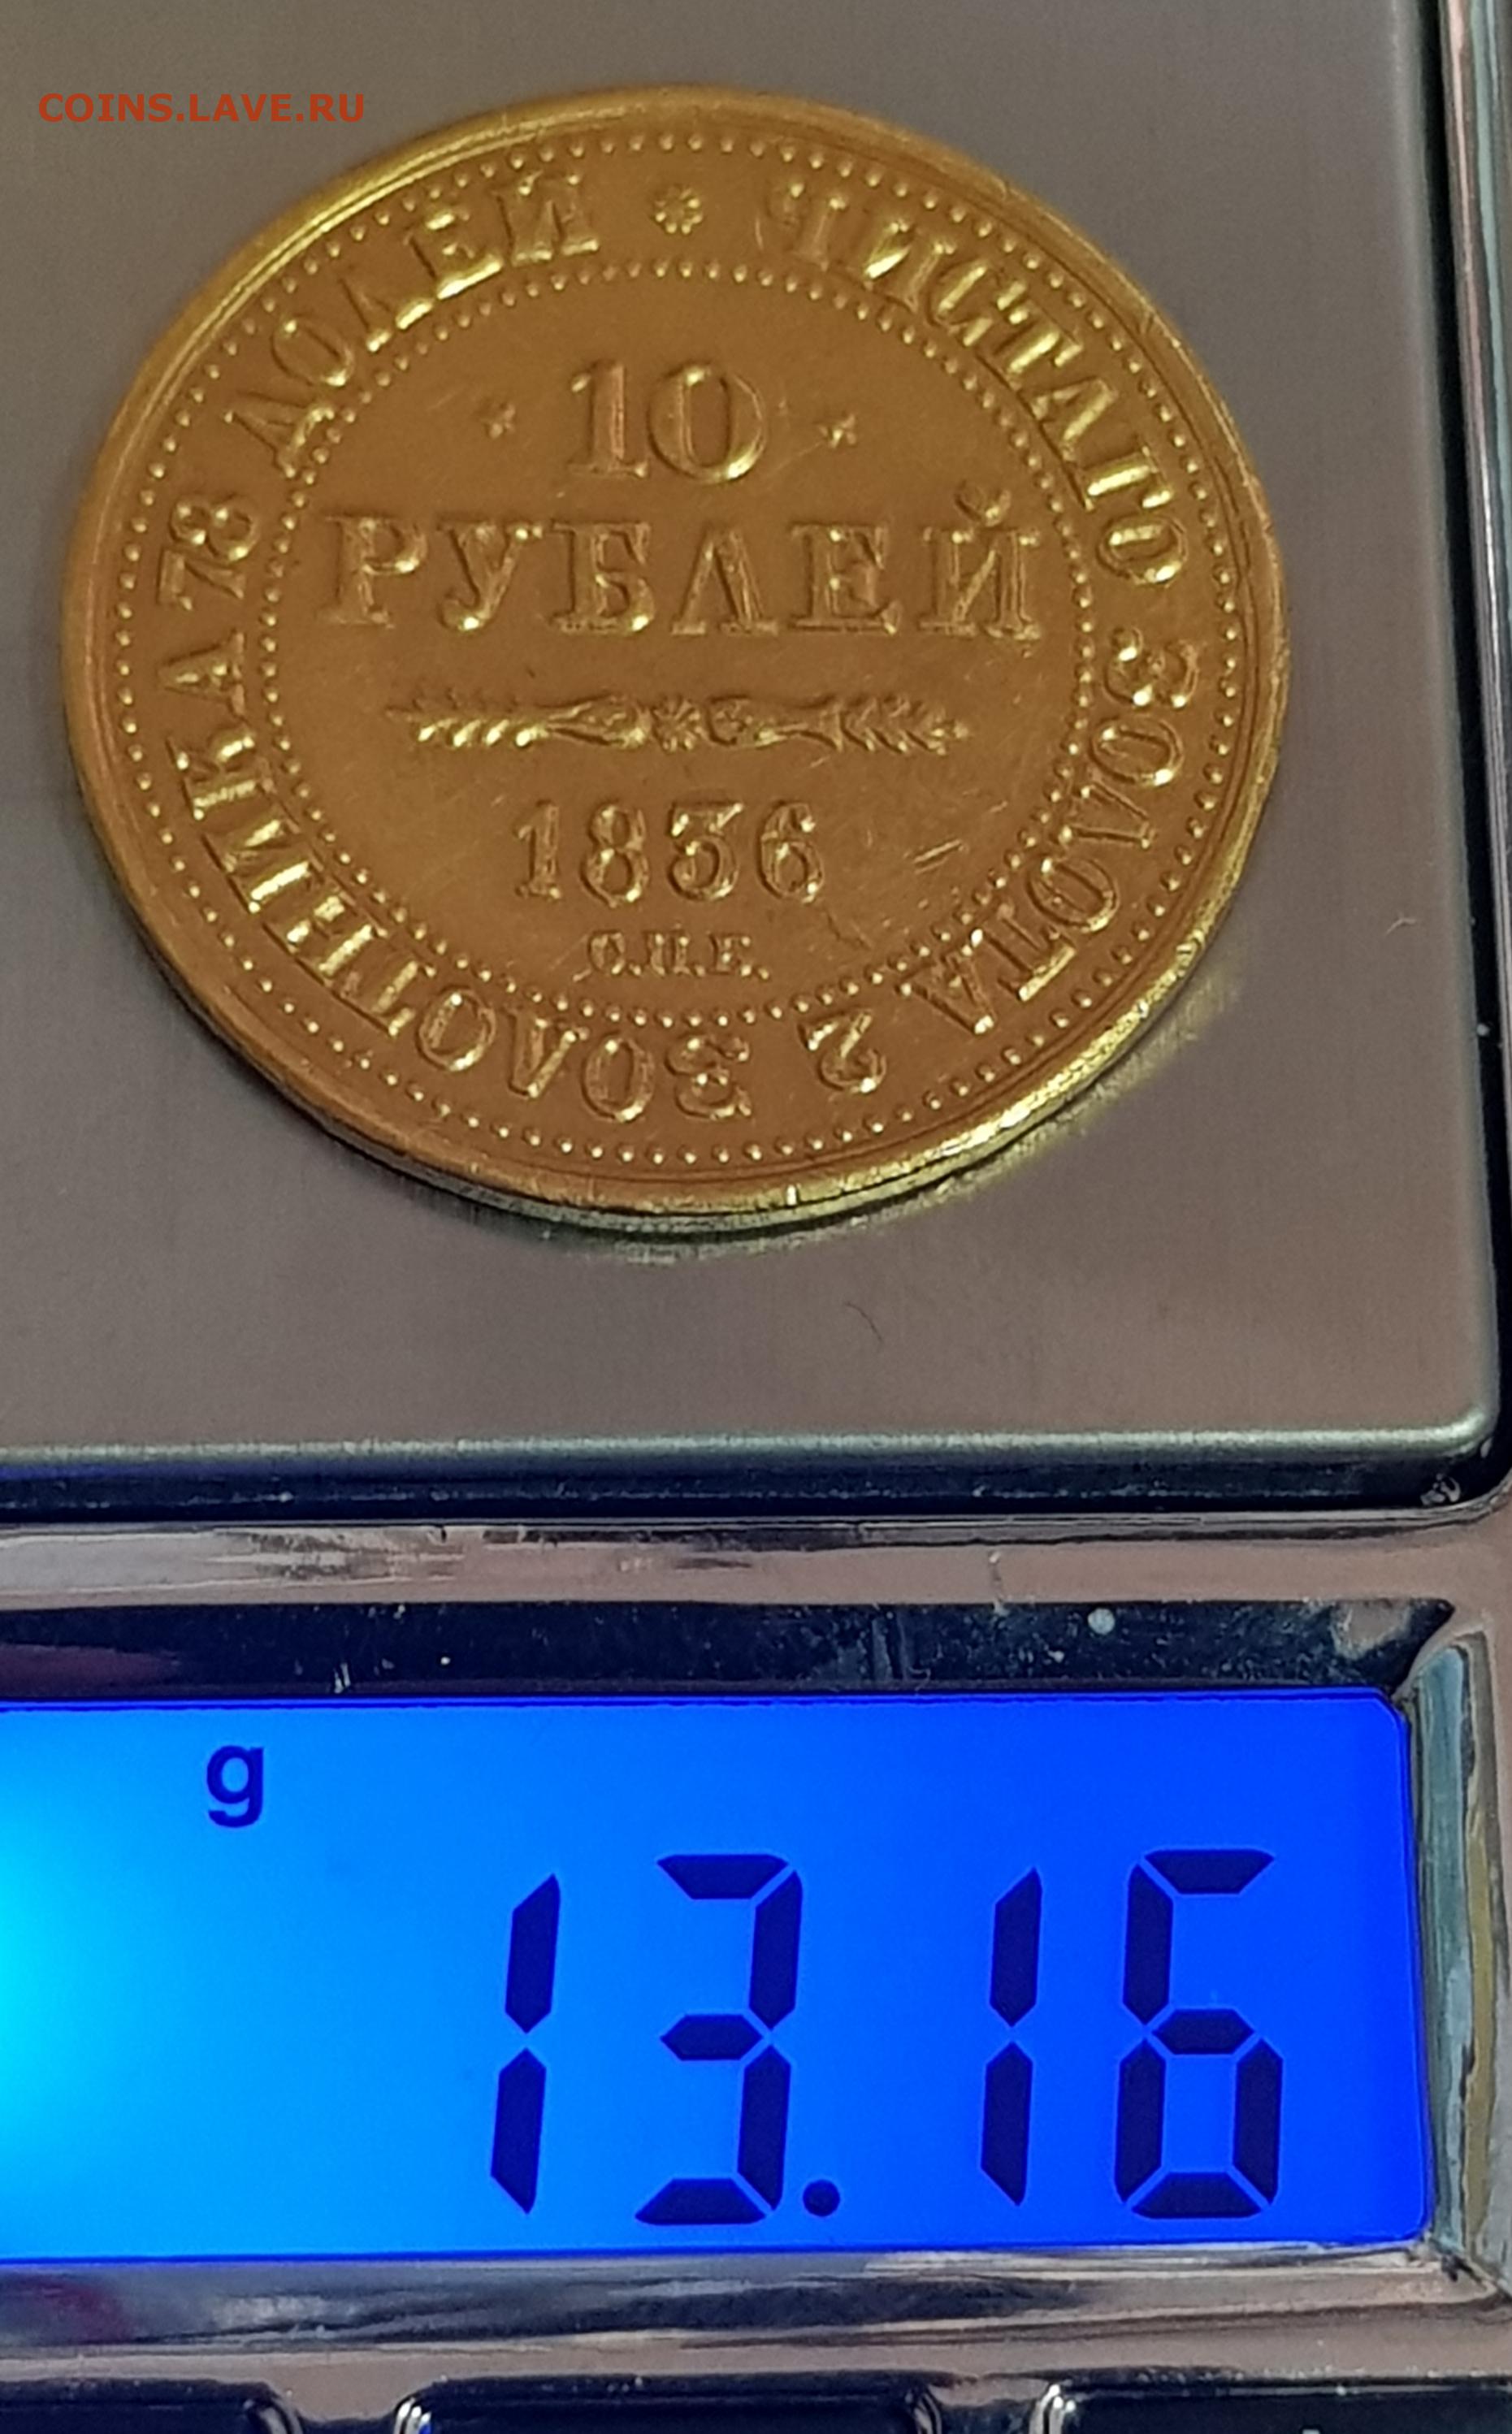 COINS.LAVE.RU
ЧИСТАГО ЗОЛОТА 2 ЗОЛОТНИКА 78 ДОЛЕЙ
10
РУБЛЕЙ
1836
С.П.Б.
g
13.16